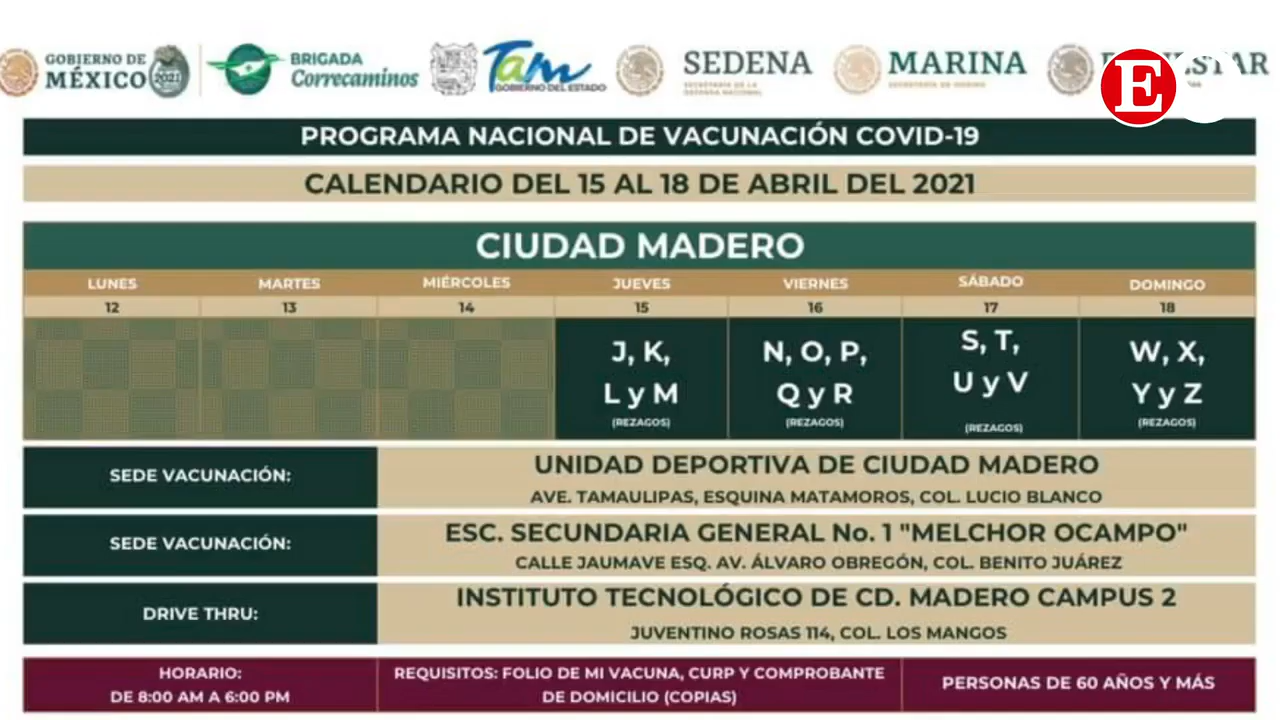 GOBIERNO DE
MÉXICO
2021
BRIGADA
Correcaminos
Tam
GOBIERNO DEL ESTADO
SEDENA
SECRETARÍA DE LA
DEFENSA NACIONAL
MARINA
SECRETARÍA DE MARINA
E
PROGRAMA NACIONAL DE VACUNACIÓN COVID-19
CALENDARIO DEL 15 AL 18 DE ABRIL DEL 2021
CIUDAD MADERO
LUNES MARTES MIÉRCOLES JUEVES VIERNES SÁBADO DOMINGO
12 13 14 15 16 17 18
J, K, N, O, P, S, T, W, X,
L y M Q y R U y V Y y Z
(REZAGOS) (REZAGOS) (REZAGOS) (REZAGOS)
SEDE VACUNACIÓN: UNIDAD DEPORTIVA DE CIUDAD MADERO
AVE. TAMAULIPAS, ESQUINA MATAMOROS, COL. LUCIO BLANCO
SEDE VACUNACIÓN: ESC. SECUNDARIA GENERAL No. 1 "MELCHOR OCAMPO"
CALLE JAUMAVE ESQ. AV. ÁLVARO OBREGÓN, COL. BENITO JUÁREZ
DRIVE THRU: INSTITUTO TECNOLÓGICO DE CD. MADERO CAMPUS 2
JUVENTINO ROSAS 114, COL. LOS MANGOS
HORARIO:
DE 8:00 AM A 6:00 PM
REQUISITOS: FOLIO DE MI VACUNA, CURP Y COMPROBANTE
DE DOMICILIO (COPIAS)
PERSONAS DE 60 AÑOS Y MÁS